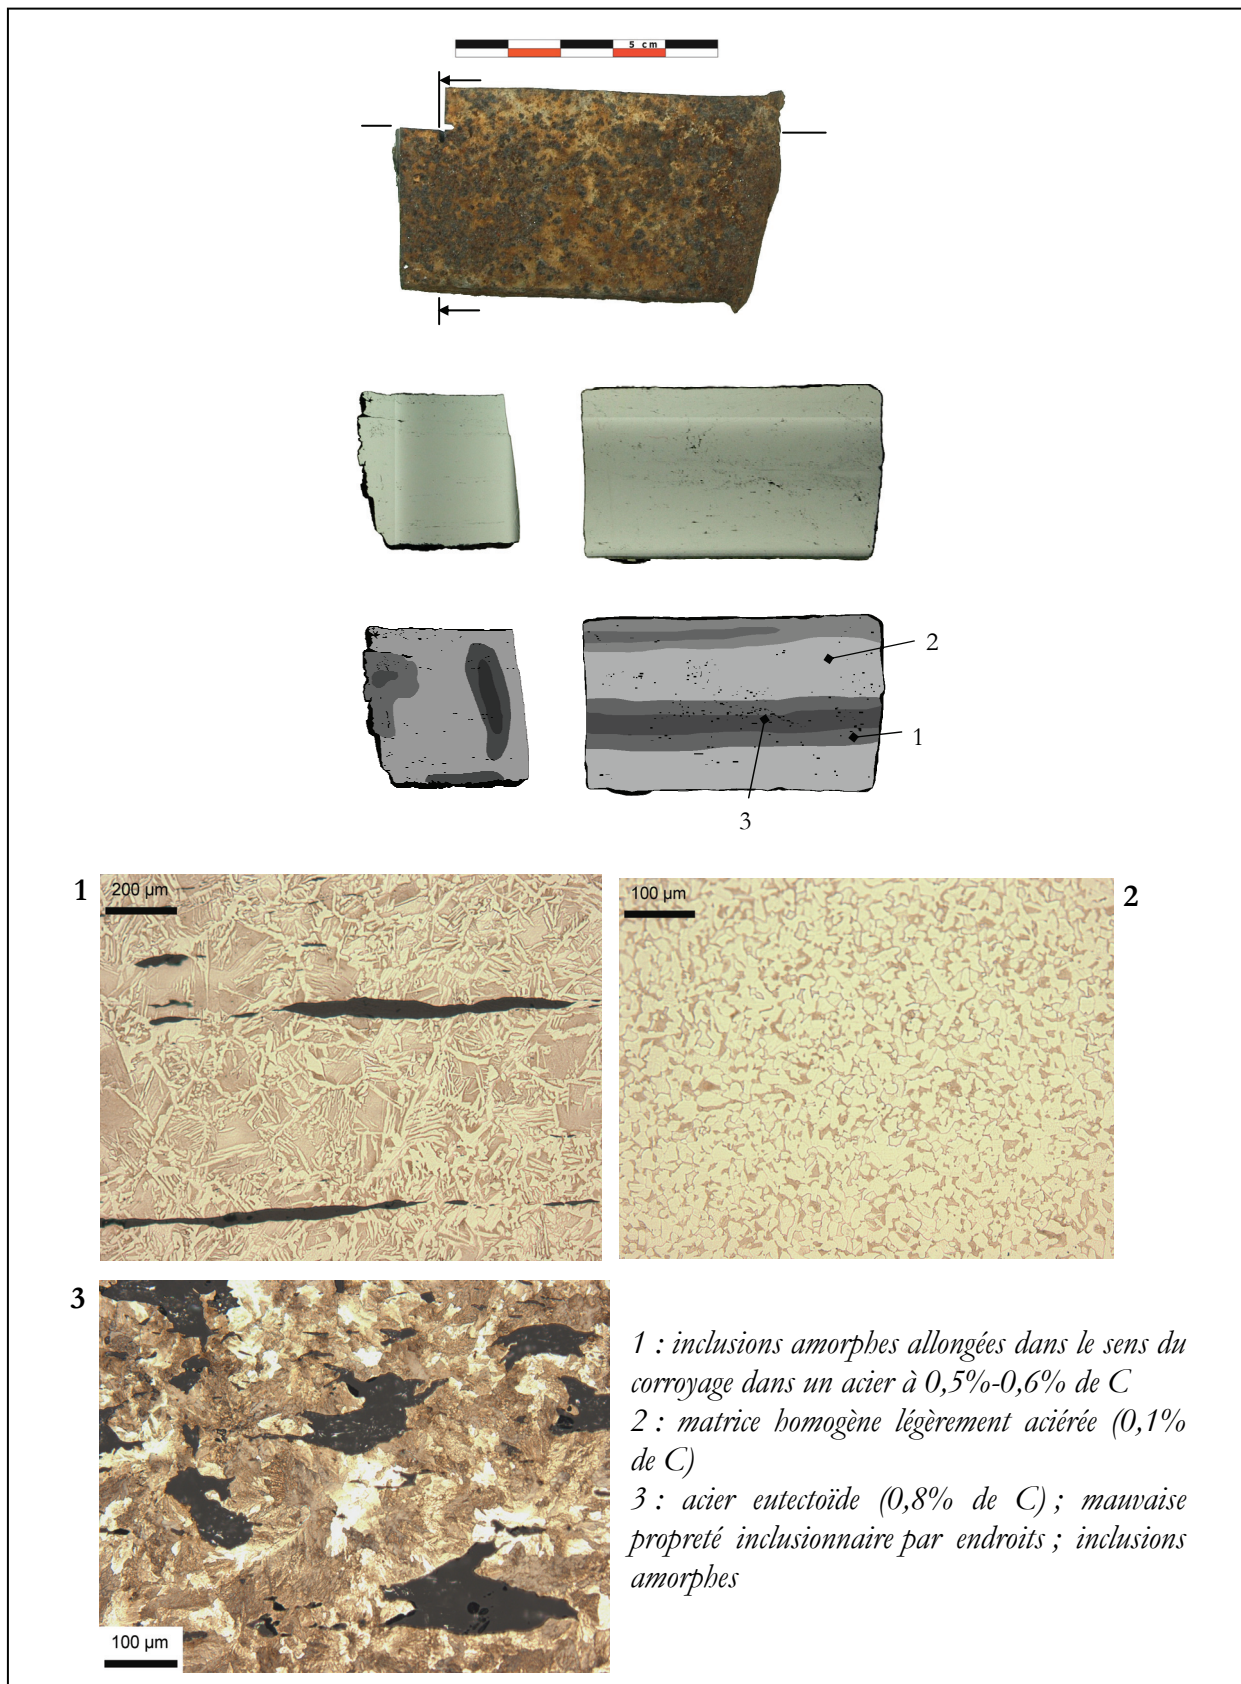 5 cm
2
1
3
1
200 µm
100 µm
2
3
100 µm
1 : inclusions amorphes allongées dans le sens du
corroyage dans un acier à 0,5%-0,6% de C
2 : matrice homogène légèrement aciérée (0,1%
de C)
3 : acier eutectoïde (0,8% de C) ; mauvaise
propreté inclusionnaire par endroits ; inclusions
amorphes